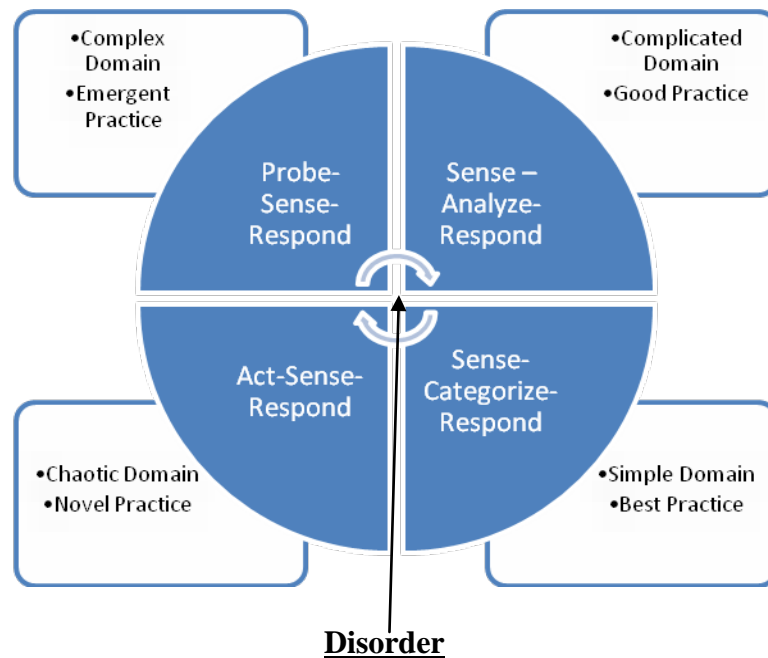 •Complex
Domain
•Emergent
Practice
•Complicated
Domain
•Good Practice
Probe-
Sense-
Respond
Sense –
Analyze-
Respond
Act-Sense-
Respond
Sense-
Categorize-
Respond
•Chaotic Domain
•Novel Practice
•Simple Domain
•Best Practice
Disorder